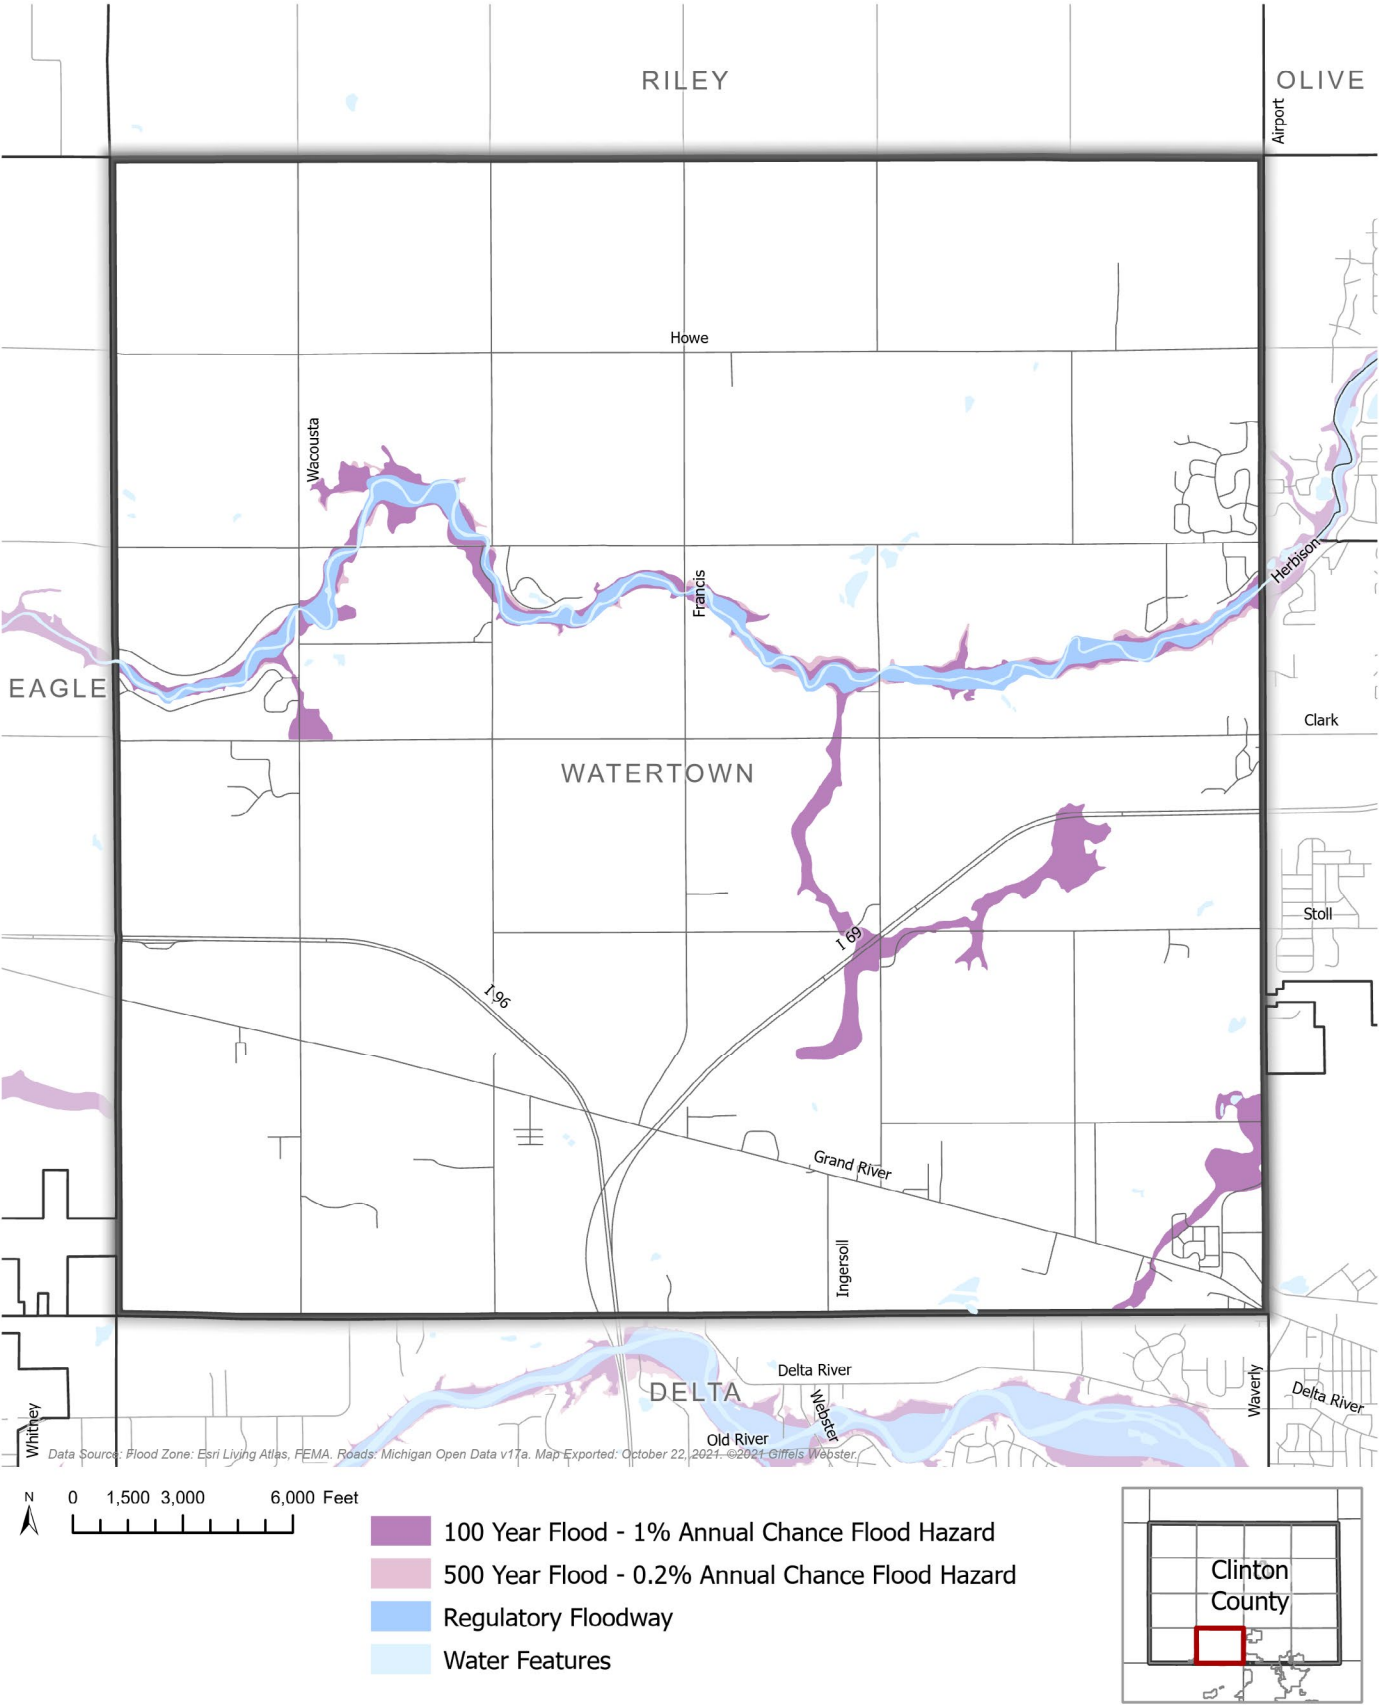 RILEY
OLIVE
Airport
Howe
Wacousta
Francis
Herbison
EAGLE
Clark
WATERTOWN
Stoll
I 69
I 96
Grand River
Ingersoll
Delta River
DELTA
Webster
Waverly
Delta River
Whitney
Old River
Data Source: Flood Zone: Esri Living Atlas, FEMA. Roads: Michigan Open Data v17a. Map Exported: October 22, 2021. ©2021 Giffels Webster.
N
0 1,500 3,000 6,000 Feet
100 Year Flood - 1% Annual Chance Flood Hazard
500 Year Flood - 0.2% Annual Chance Flood Hazard
Regulatory Floodway
Water Features
Clinton
County